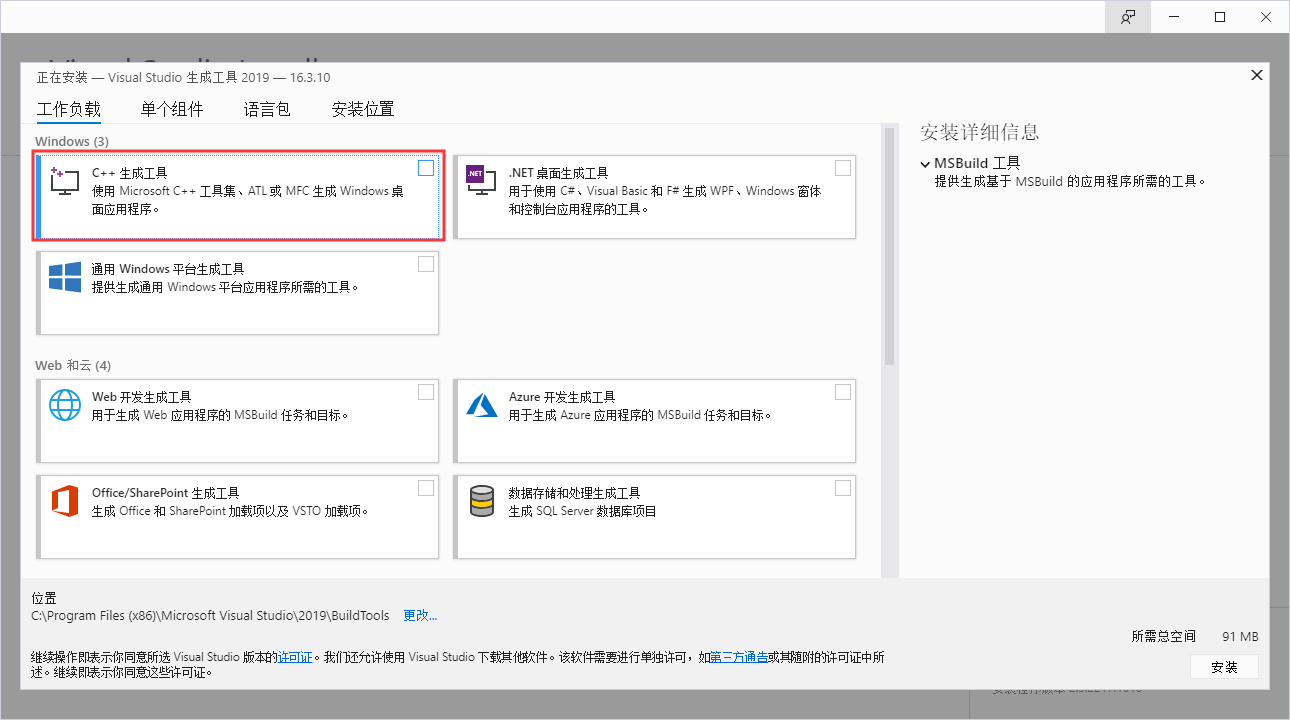 正在安装 — Visual Studio 生成工具 2019 — 16.3.10
工作负载 单个组件 语言包 安装位置
Windows (3)
C++ 生成工具
使用 Microsoft C++ 工具集、ATL 或 MFC 生成 Windows 桌
面应用程序。
.NET
.NET 桌面生成工具
用于使用 C#、Visual Basic 和 F# 生成 WPF、Windows 窗体
和控制台应用程序的工具。
通用 Windows 平台生成工具
提供生成通用 Windows 平台应用程序所需的工具。
Web 和云 (4)
Web 开发生成工具
用于生成 Web 应用程序的 MSBuild 任务和目标。
Azure 开发生成工具
用于生成 Azure 应用程序的 MSBuild 任务和目标。
Office/SharePoint 生成工具
生成 Office 和 SharePoint 加载项以及 VSTO 加载项。
数据存储和处理生成工具
生成 SQL Server 数据库项目
安装详细信息
MSBuild 工具
提供生成基于 MSBuild 的应用程序所需的工具。
位置
C:\Program Files (x86)\Microsoft Visual Studio\2019\BuildTools 更改...
继续操作即表示你同意所选 Visual Studio 版本的许可证。我们还允许使用 Visual Studio 下载其他软件。该软件需要进行单独许可，如第三方通告或其随附的许可证中所
述。继续即表示你同意这些许可证。
所需总空间 91 MB
安装